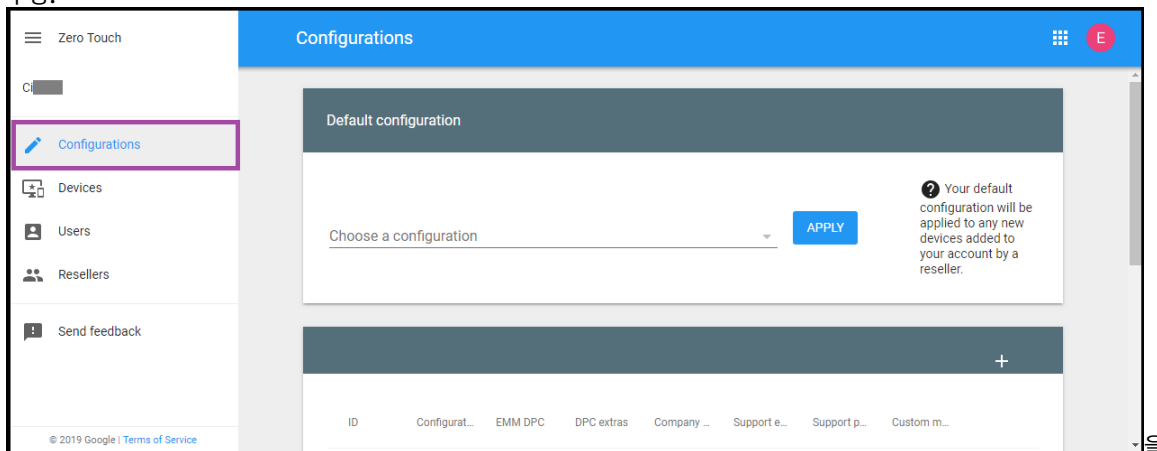 Zero Touch
Configurations
E
Ci
Configurations
Devices
Users
Resellers
Send feedback
© 2019 Google | Terms of Service
Default configuration
Choose a configuration
APPLY
Your default
configuration will be
applied to any new
devices added to
your account by a
reseller.
+
ID Configurat... EMM DPC DPC extras Company ... Support e... Support p... Custom m...